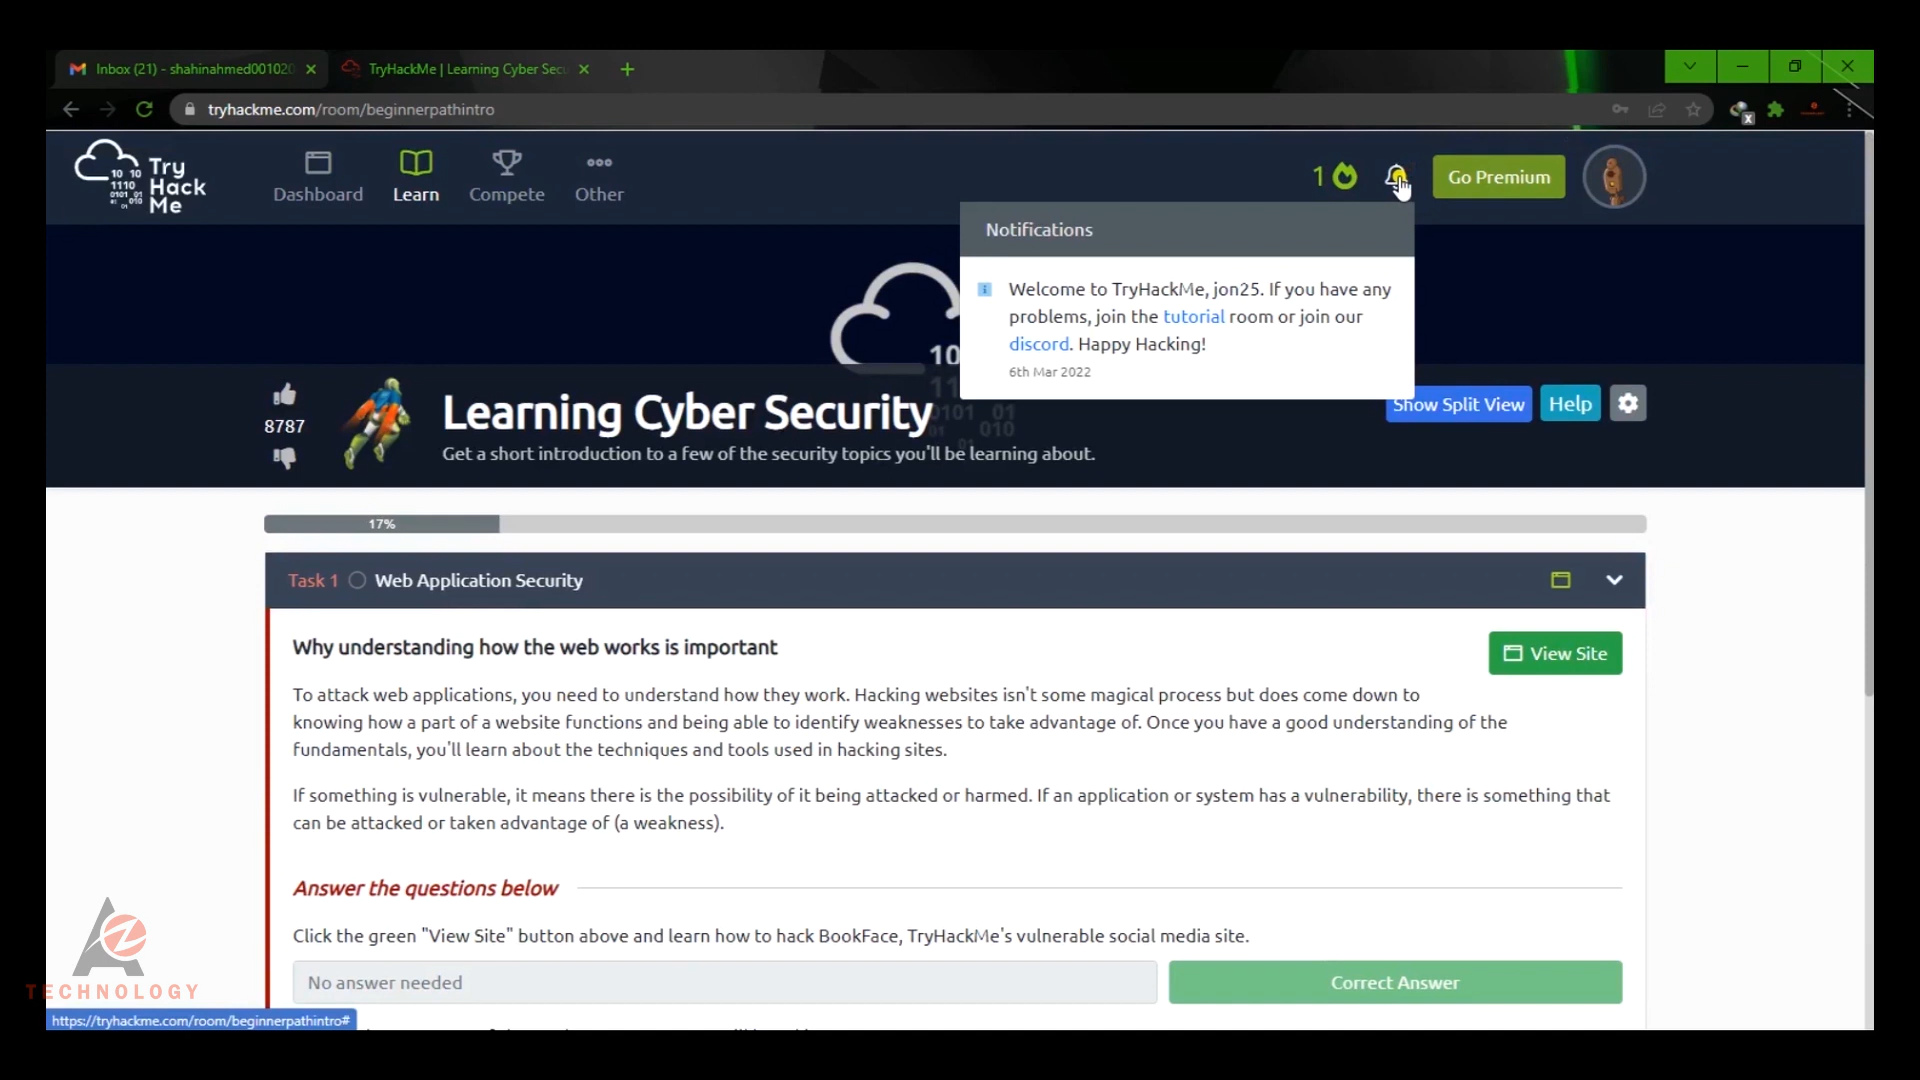 Inbox (21) - shahinahmed001020
TryHackMe | Learning Cyber Secu
tryhackme.com/room/beginnerpathintro
Try
Hack
Me
Dashboard
Learn
Compete
Other
1
Go Premium
Notifications
Welcome to TryHackMe, jon25. If you have any
problems, join the tutorial room or join our
discord. Happy Hacking!
6th Mar 2022
8787
Learning Cyber Security
Get a short introduction to a few of the security topics you'll be learning about.
Show Split View
Help
17%
Task 1
Web Application Security
Why understanding how the web works is important
View Site
To attack web applications, you need to understand how they work. Hacking websites isn't some magical process but does come down to
knowing how a part of a website functions and being able to identify weaknesses to take advantage of. Once you have a good understanding of the
fundamentals, you'll learn about the techniques and tools used in hacking sites.
If something is vulnerable, it means there is the possibility of it being attacked or harmed. If an application or system has a vulnerability, there is something that
can be attacked or taken advantage of (a weakness).
Answer the questions below
Click the green "View Site" button above and learn how to hack BookFace, TryHackMe's vulnerable social media site.
No answer needed
Correct Answer
TECHNOLOGY
https://tryhackme.com/room/beginnerpathintro#